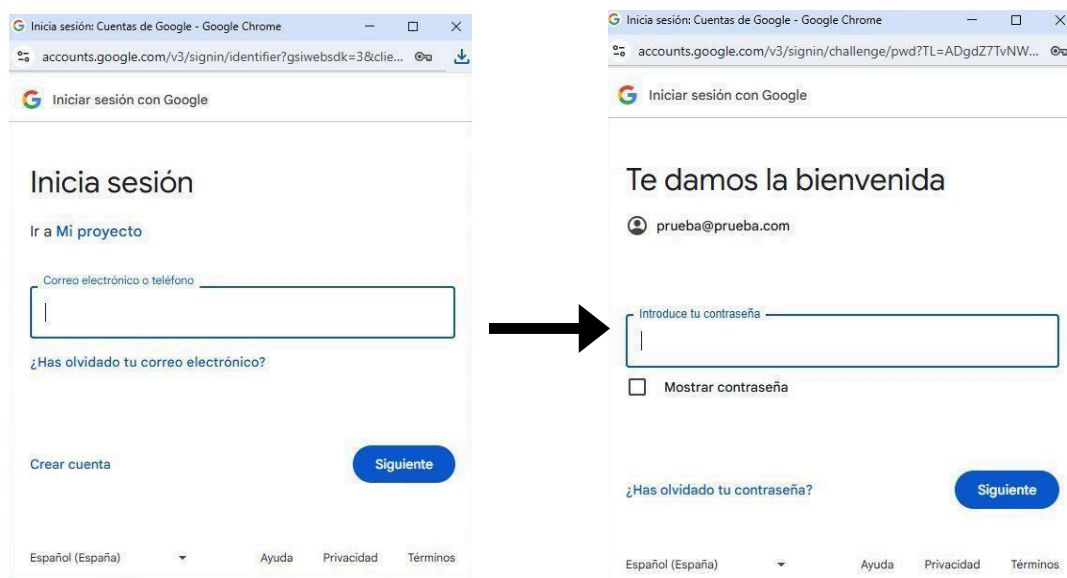 Inicia sesión: Cuentas de Google - Google Chrome
accounts.google.com/v3/signin/identifier?gsiwebsdk=3&clie...
Iniciar sesión con Google
Inicia sesión
Ir a Mi proyecto
Correo electrónico o teléfono
¿Has olvidado tu correo electrónico?
Crear cuenta
Siguiente
Español (España)
Ayuda
Privacidad
Términos
Inicia sesión: Cuentas de Google - Google Chrome
accounts.google.com/v3/signin/challenge/pwd?TL=ADgdZ7TvNW...
Iniciar sesión con Google
Te damos la bienvenida
prueba@prueba.com
Introduce tu contraseña
Mostrar contraseña
¿Has olvidado tu contraseña?
Siguiente
Español (España)
Ayuda
Privacidad
Términos